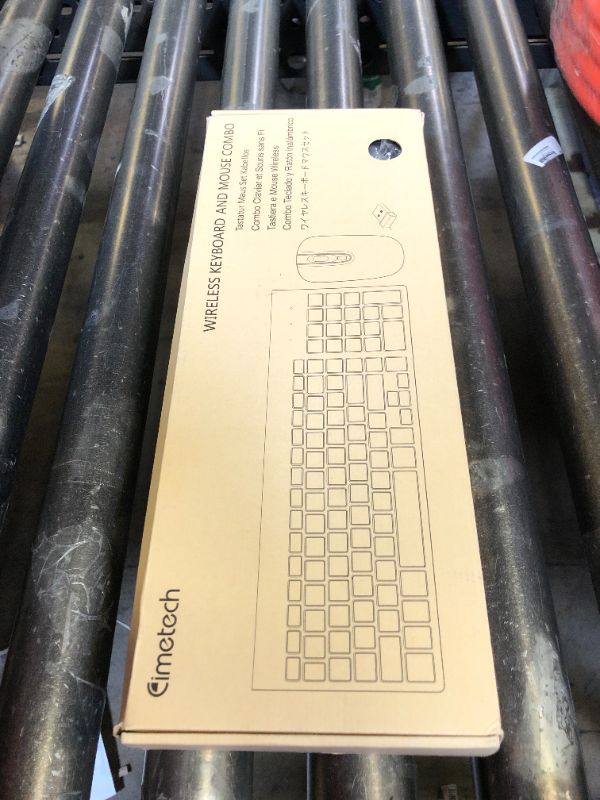 WIRELESS KEYBOARD AND MOUSE COMBO
Tastatur Maus Set Kabellos
Combo Clavier et Souris sans Fi
Tastiera e Mouse Wireless
Combo Teclado y Ratón Inalámbrico
ワイヤレスキーボードマウスセット
cimetech